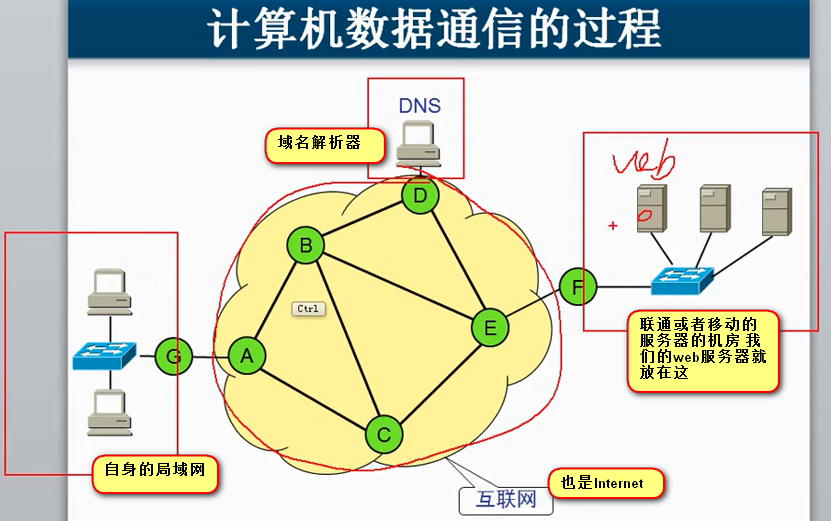 计算机数据通信的过程
DNS
域名解析器
web
D
B
Ctrl
F
E
G
A
C
联通或者移动的
服务器的机房 我
们的web服务器就
放在这
自身的局域网
互联网
也是Internet